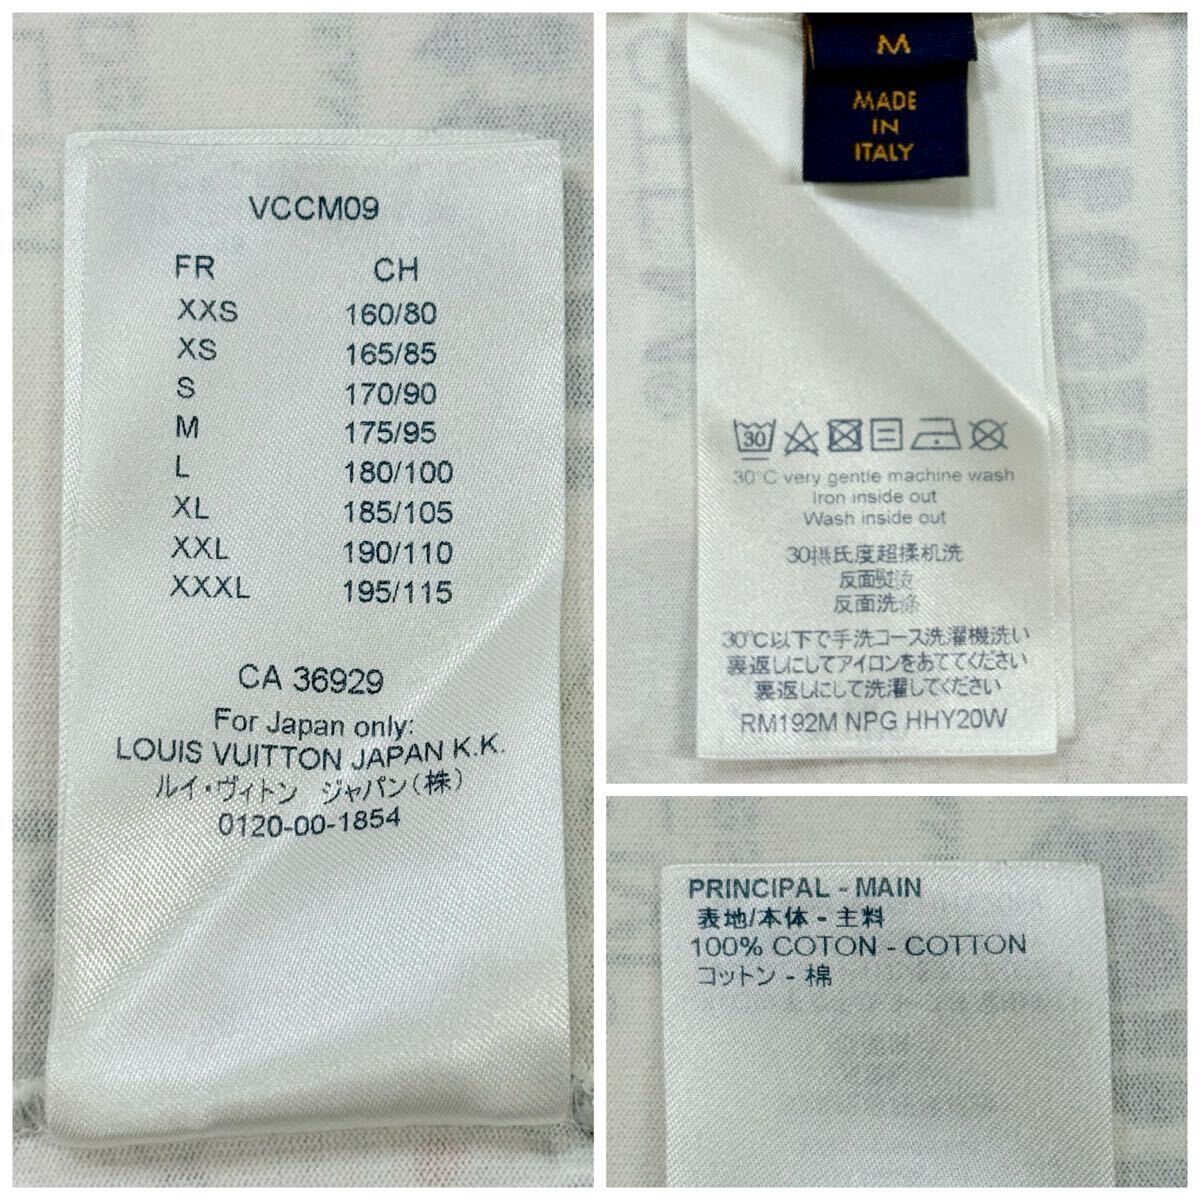 VCCM09
FR CH
XXS 160/80
XS 165/85
S 170/90
M 175/95
L 180/100
XL 185/105
XXL 190/110
XXXL 195/115
CA 36929
For Japan only:
LOUIS VUITTON JAPAN K.K.
ルイ・ヴィトン ジャパン(株)
0120-00-1854
M
MADE
IN
ITALY
30
30°C very gentle machine wash
Iron inside out
Wash inside out
30摄氏度超揉机洗
反面熨烫
反面洗滌
30℃以下で手洗コース洗濯機洗い
裏返しにしてアイロンをあててください
裏返しにして洗濯してください
RM192M NPG HHY20W
PRINCIPAL - MAIN
表地/本体 - 主料
100% COTON - COTTON
コットン - 棉